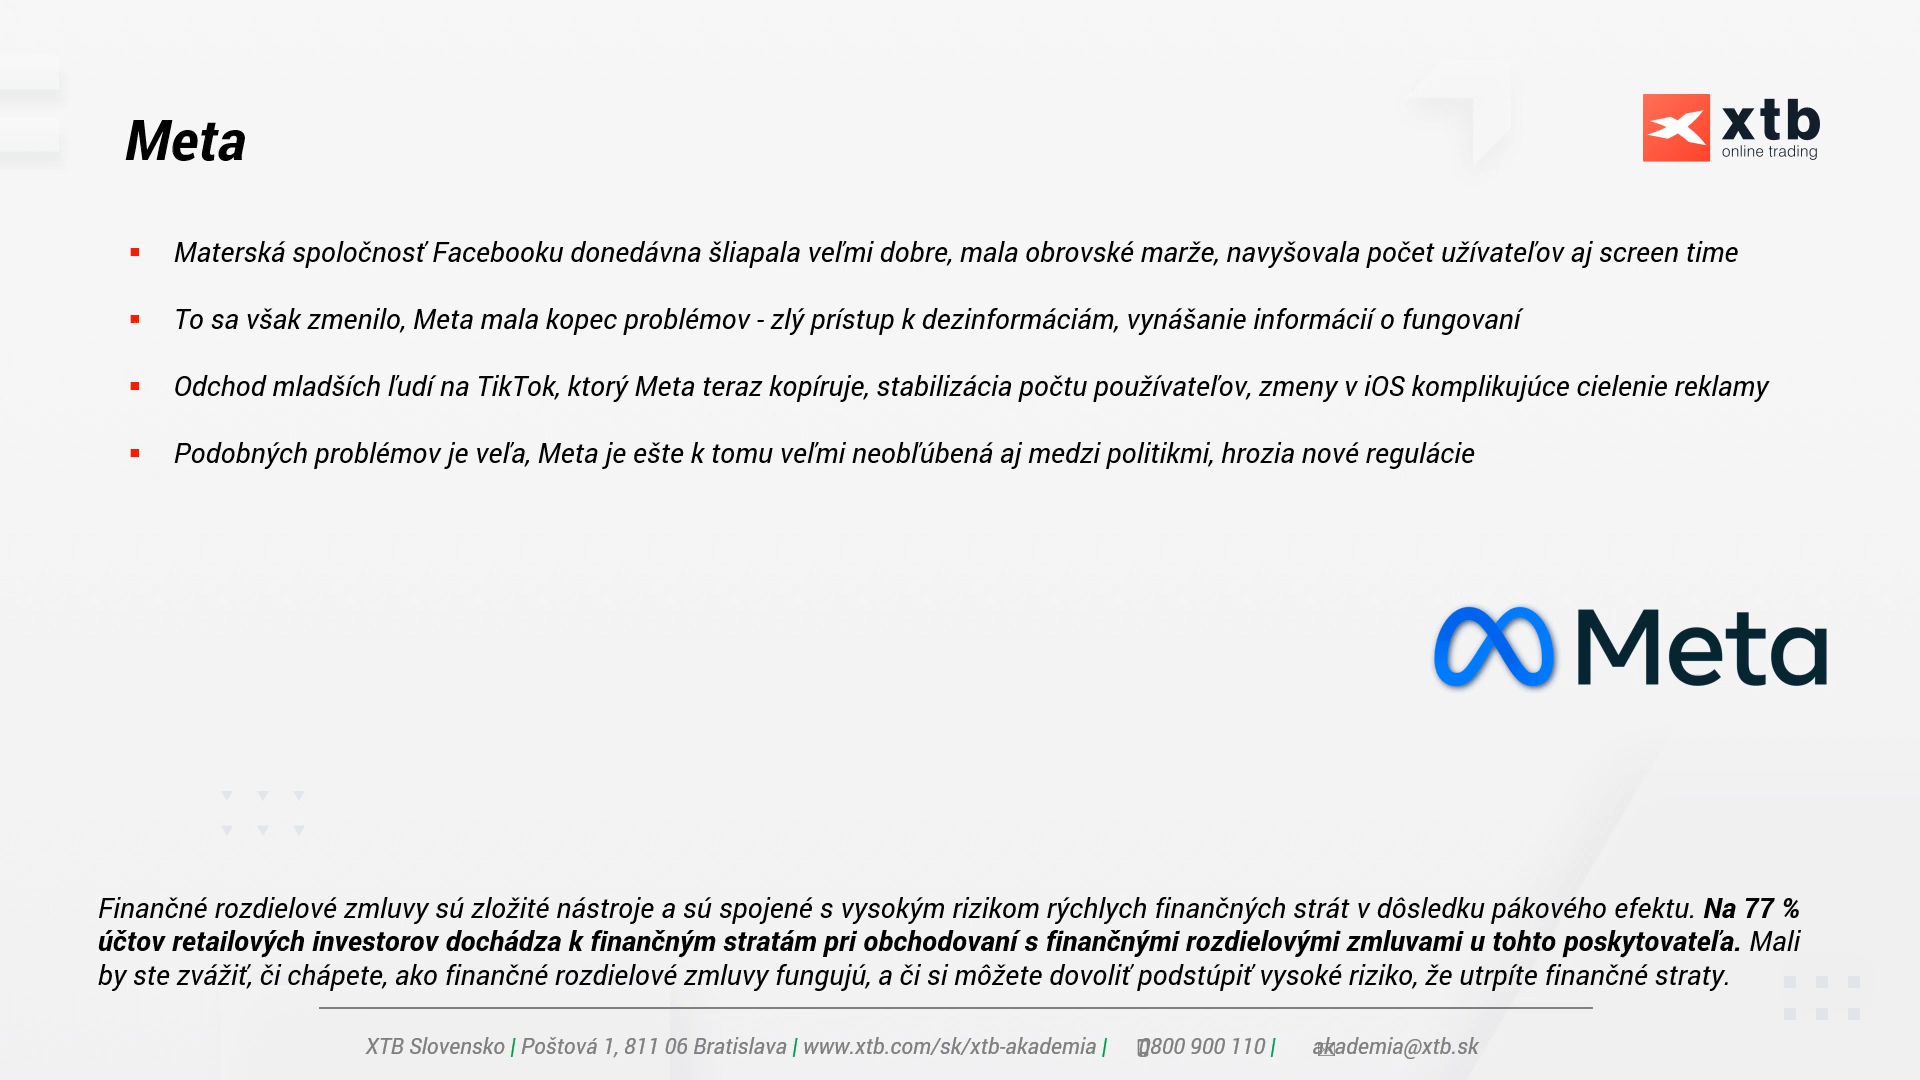 Meta
xtb
online trading
Materská spoločnosť Facebooku donedávna šliapala veľmi dobre, mala obrovské marže, navyšovala počet užívateľov aj screen time
To sa však zmenilo, Meta mala kopec problémov - zlý prístup k dezinformáciám, vynášanie informácií o fungovaní
Odchod mladších ľudí na TikTok, ktorý Meta teraz kopíruje, stabilizácia počtu používateľov, zmeny v iOS komplikujúce cielenie reklamy
Podobných problémov je veľa, Meta je ešte k tomu veľmi neobľúbená aj medzi politikmi, hrozia nové regulácie
Meta
Finančné rozdielové zmluvy sú zložité nástroje a sú spojené s vysokým rizikom rýchlych finančných strát v dôsledku pákového efektu. Na 77 %
účtov retailových investorov dochádza k finančným stratám pri obchodovaní s finančnými rozdielovými zmluvami u tohto poskytovateľa. Mali
by ste zvážiť, či chápete, ako finančné rozdielové zmluvy fungujú, a či si môžete dovoliť podstúpiť vysoké riziko, že utrpíte finančné straty.
XTB Slovensko | Poštová 1, 811 06 Bratislava | www.xtb.com/sk/xtb-akademia | 0800 900 110 | akademia@xtb.sk